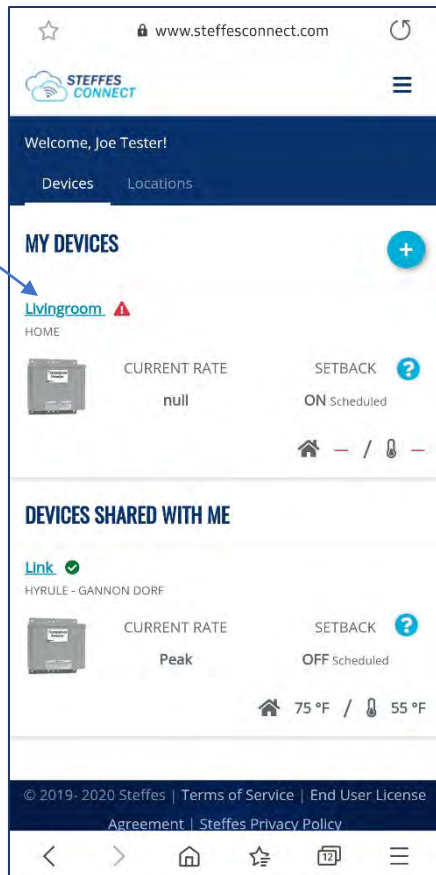 www.steffesconnect.com
STEFFES
CONNECT
Welcome, Joe Tester!
Devices Locations
MY DEVICES
+
Livingroom
HOME
CURRENT RATE SETBACK ?
null ON Scheduled
– / –
DEVICES SHARED WITH ME
Link
HYRULE - GANNON DORF
CURRENT RATE SETBACK ?
Peak OFF Scheduled
75 °F / 55 °F
© 2019- 2020 Steffes | Terms of Service | End User License
Agreement | Steffes Privacy Policy
12